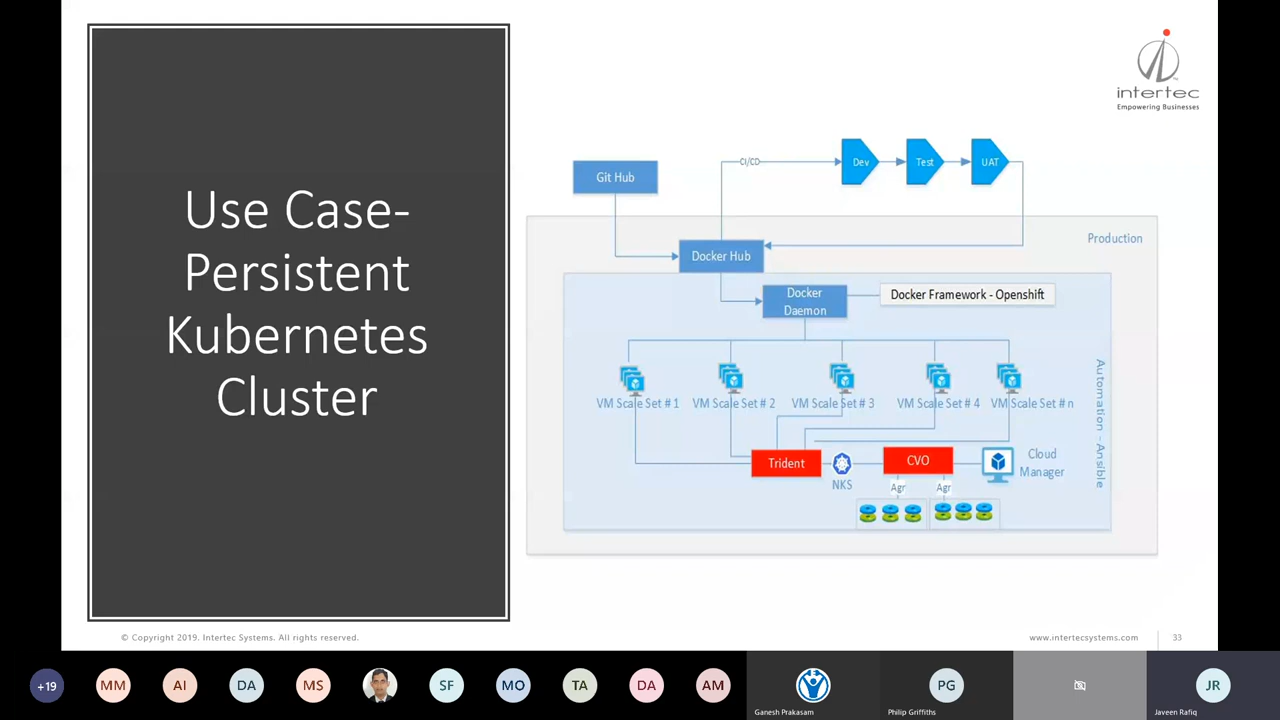 Use Case-
Persistent
Kubernetes
Cluster
intertec
Empowering Businesses
Git Hub
CI/CD
Dev
Test
UAT
Production
Docker Hub
Docker
Daemon
Docker Framework - Openshift
VM Scale Set # 1
VM Scale Set # 2
VM Scale Set # 3
VM Scale Set # 4
VM Scale Set # n
Automation - Ansible
Trident
NKS
CVO
Cloud
Manager
Agr
Agr
© Copyright 2019. Intertec Systems. All rights reserved.
www.intertecsystems.com
33
+19
MM
AI
DA
MS
SF
MO
TA
DA
AM
Ganesh Prakasam
PG
Philip Griffiths
JR
Javeen Rafiq